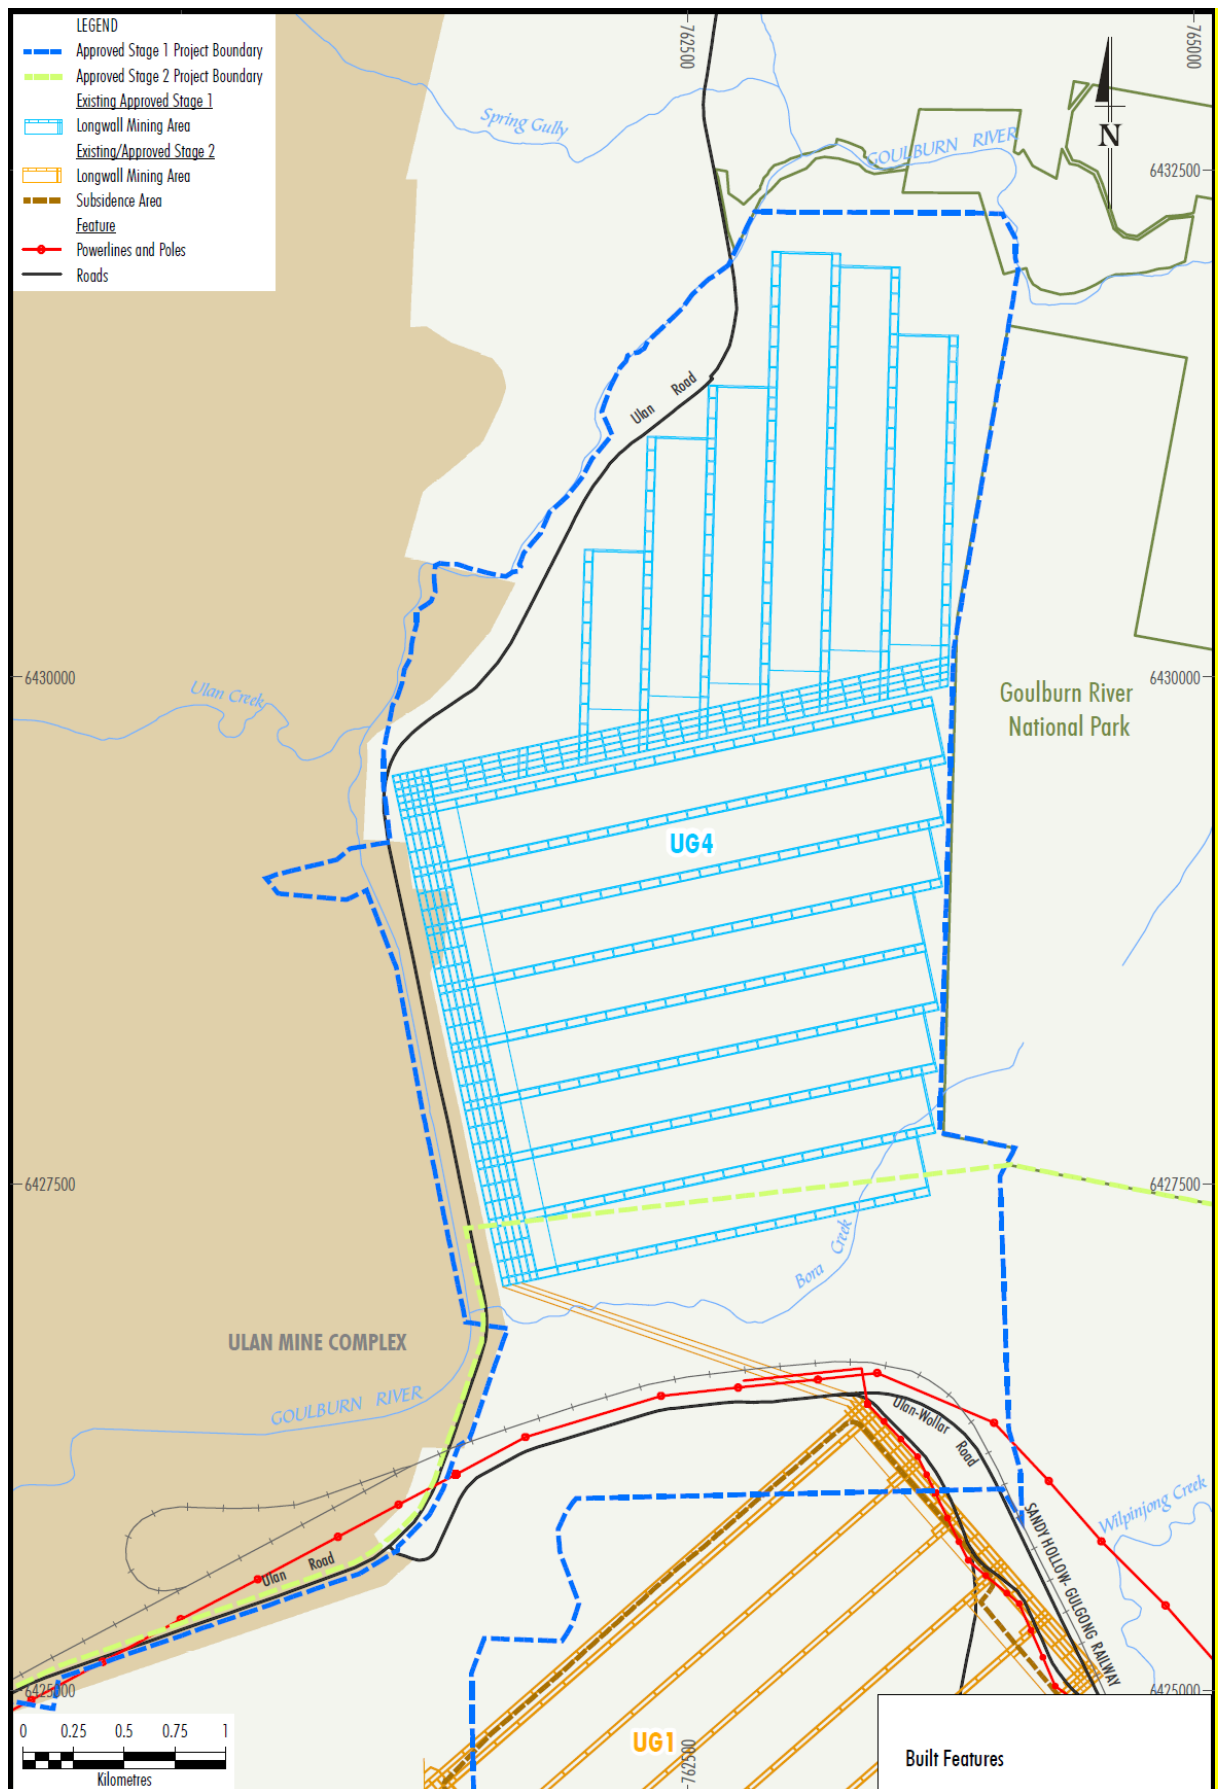 LEGEND
Approved Stage 1 Project Boundary
Approved Stage 2 Project Boundary
Existing Approved Stage 1
Longwall Mining Area
Existing/Approved Stage 2
Longwall Mining Area
Subsidence Area
Feature
Powerlines and Poles
Roads
762500
765000
N
Spring Gully
GOULBURN RIVER
6432500
Ulan Road
6430000
6430000
Ulan Creek
Goulburn River
National Park
UG4
6427500
6427500
Bora Creek
ULAN MINE COMPLEX
GOULBURN RIVER
Ulan-Wollar Road
Wilpinjong Creek
SANDY HOLLOW- GULGONG RAILWAY
Ulan Road
6425000
6425000
0 0.25 0.5 0.75 1
Kilometres
UG1
762500
Built Features